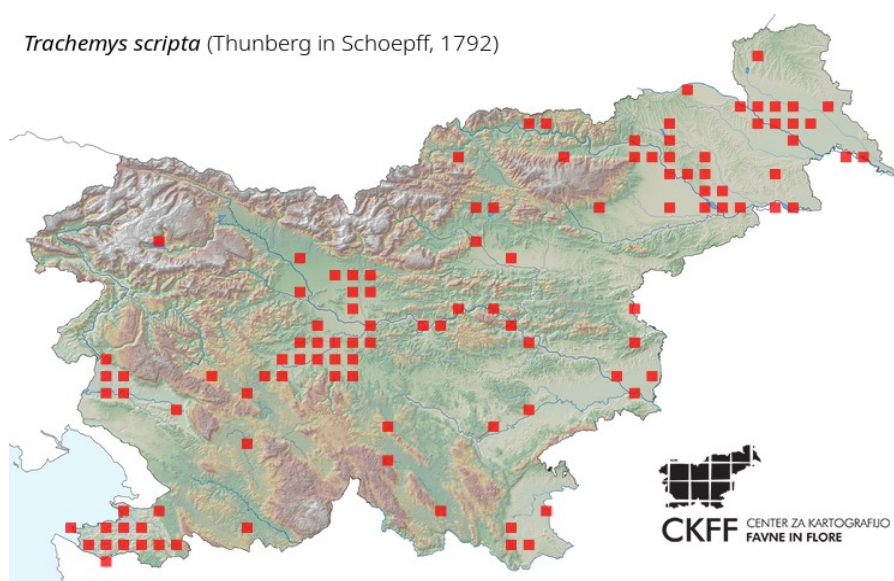 Trachemys scripta (Thunberg in Schoepff, 1792)
CKFF CENTER ZA KARTOGRAFIJO
FAVNE IN FLORE